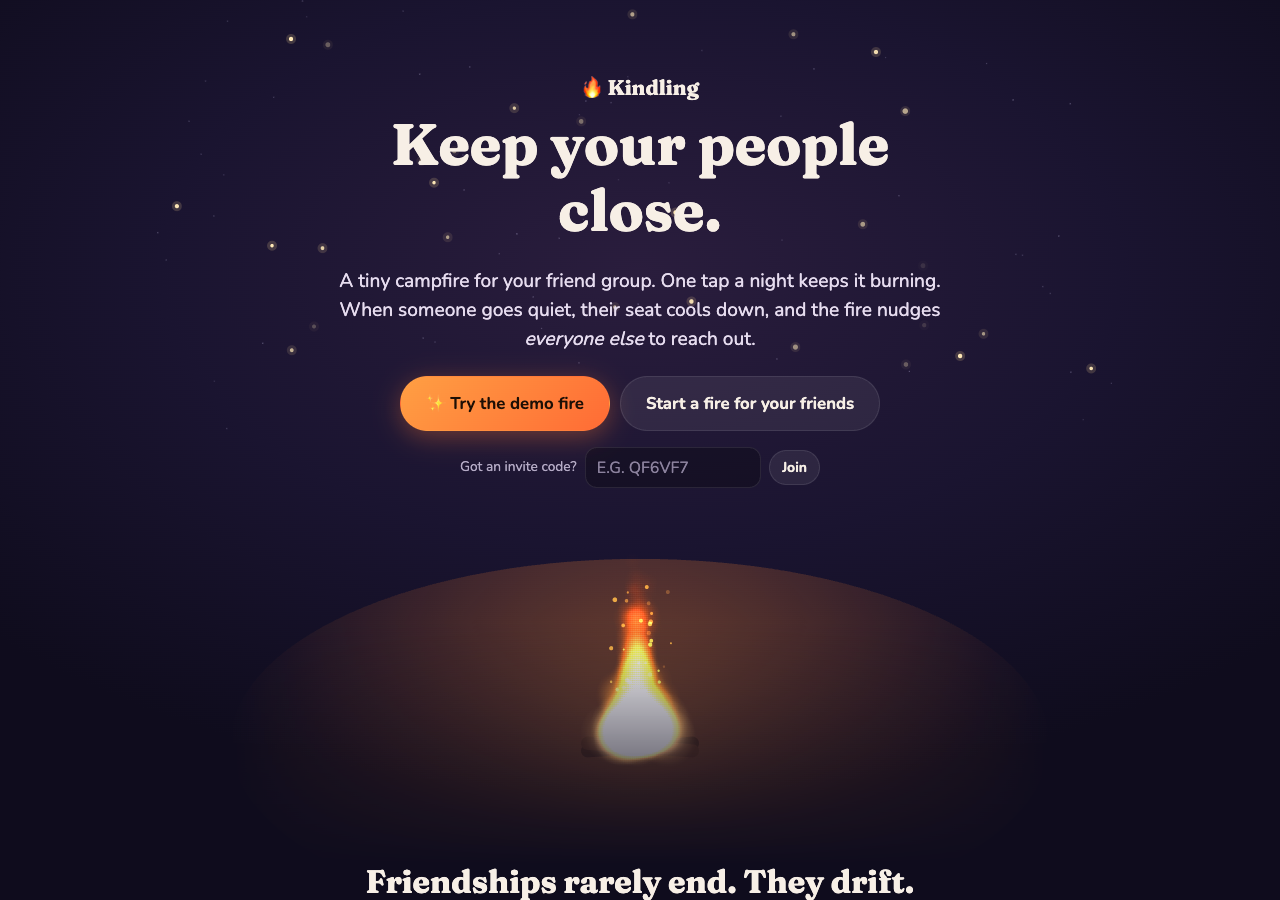 Kindling
Keep your people
close.
A tiny campfire for your friend group. One tap a night keeps it burning.
When someone goes quiet, their seat cools down, and the fire nudges
everyone else to reach out.
Try the demo fire
Start a fire for your friends
Got an invite code?
E.G. QF6VF7
Join
Friendships rarely end. They drift.